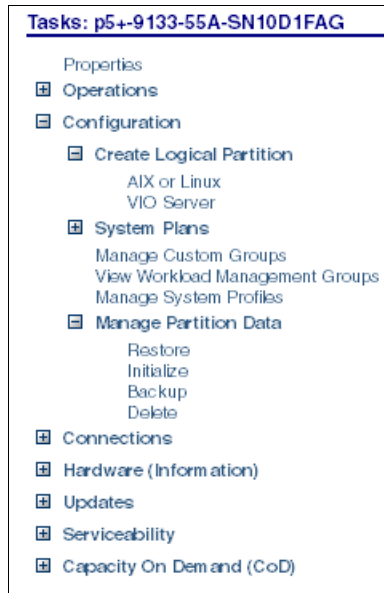 Tasks: p5+-9133-55A-SN10D1FAG
Properties
Operations
Configuration
Create Logical Partition
AIX or Linux
VIO Server
System Plans
Manage Custom Groups
View Workload Management Groups
Manage System Profiles
Manage Partition Data
Restore
Initialize
Backup
Delete
Connections
Hardware (Information)
Updates
Serviceability
Capacity On Demand (CoD)